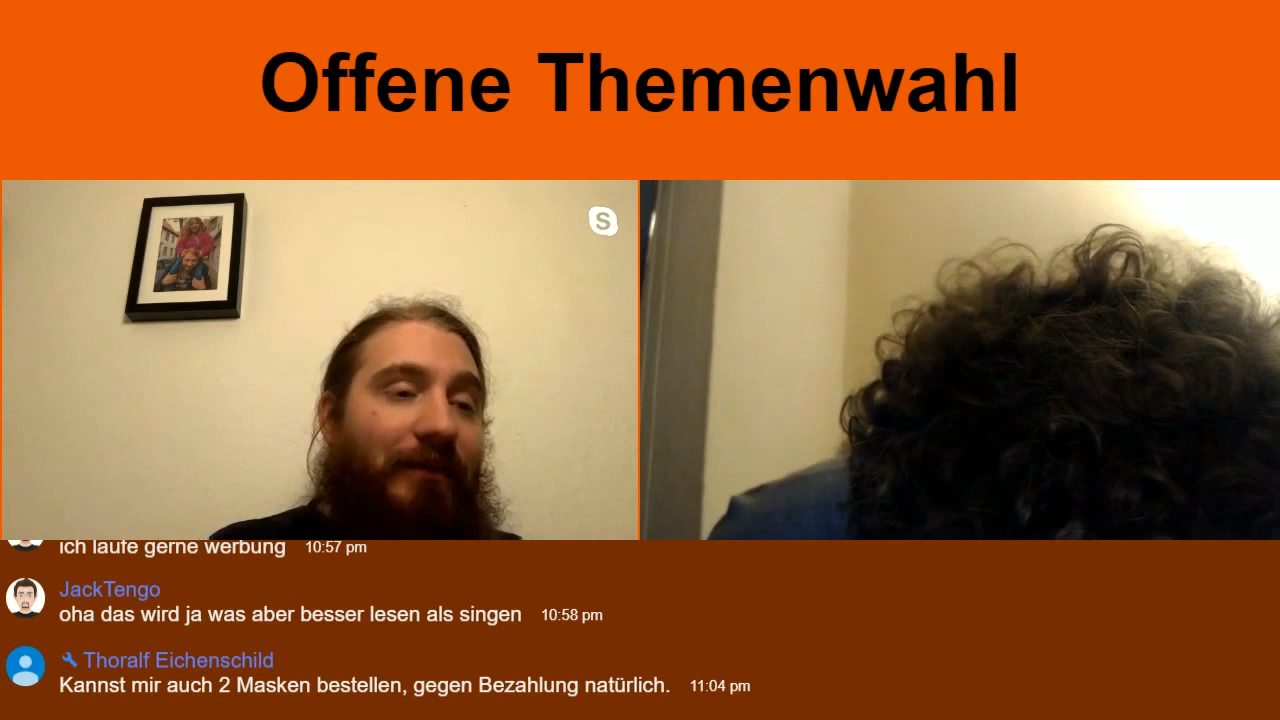 Offene Themenwahl
S
ich laufe gerne werbung 10:57 pm
JackTengo
oha das wird ja was aber besser lesen als singen 10:58 pm
Thoralf Eichenschild
Kannst mir auch 2 Masken bestellen, gegen Bezahlung natürlich. 11:04 pm